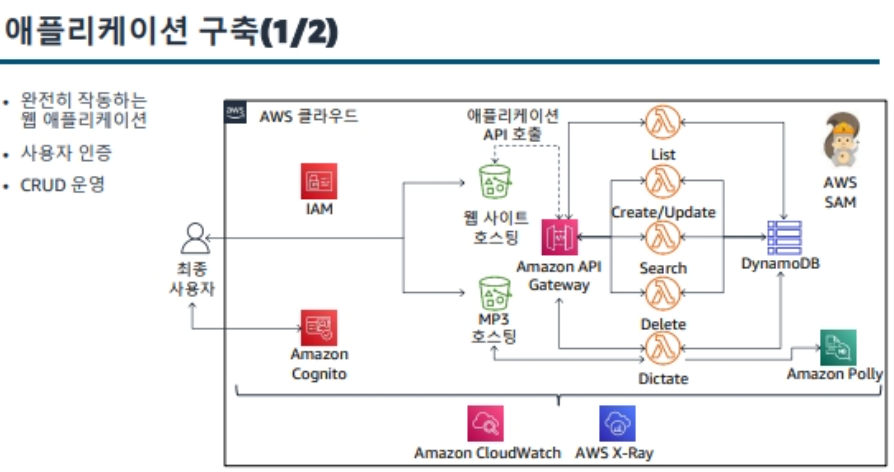 애플리케이션 구축(1/2)
• 완전히 작동하는
웹 애플리케이션
• 사용자 인증
• CRUD 운영
aws
AWS 클라우드
애플리케이션
API 호출
List
AWS
SAM
IAM
웹 사이트
호스팅
Create/Update
최종
사용자
Amazon API
Gateway
Search
DynamoDB
MP3
호스팅
Delete
Amazon
Cognito
Dictate
Amazon Polly
Amazon CloudWatch
AWS X-Ray